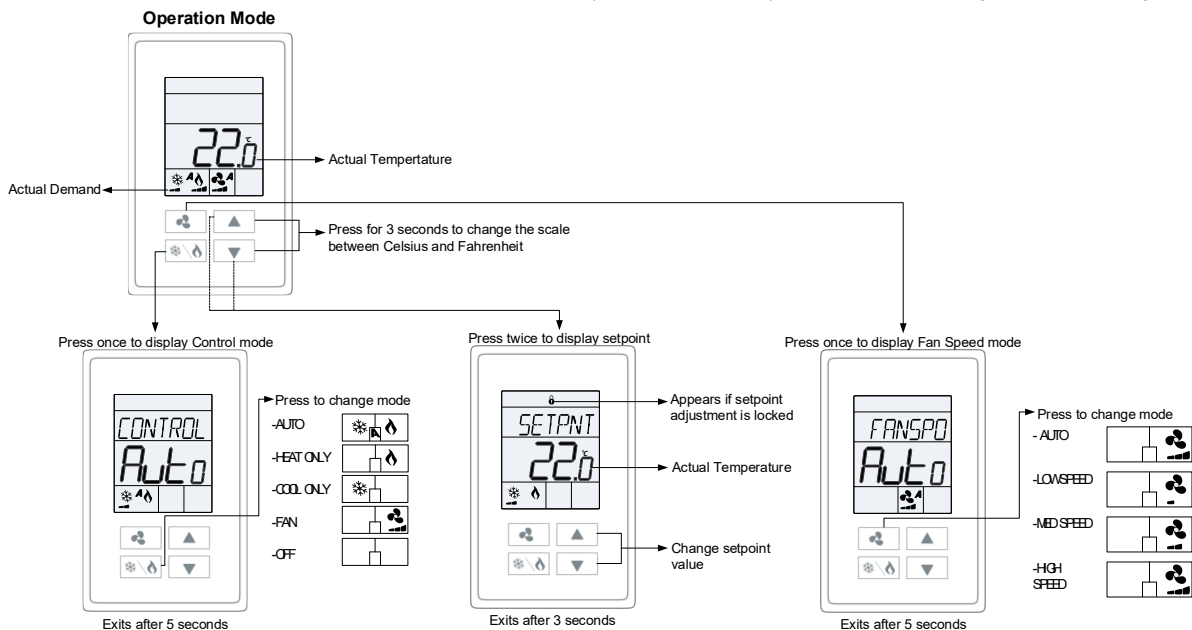 Operation Mode
22.0 °C
A
A
Actual Tempertature
Actual Demand
Press for 3 seconds to change the scale
between Celsius and Fahrenheit
Press once to display Control mode
CONTROL
Auto
A
Press to change mode
-AUTO
A
-HEAT ONLY
-COOL ONLY
-FAN
-OFF
Exits after 5 seconds
Press twice to display setpoint
SETPNT
22.0 °C
Appears if setpoint
adjustment is locked
Actual Temperature
Change setpoint
value
Exits after 3 seconds
Press once to display Fan Speed mode
FANSPD
Auto
A
Press to change mode
- AUTO
-LOW SPEED
-MED SPEED
-HIGH
SPEED
Exits after 5 seconds